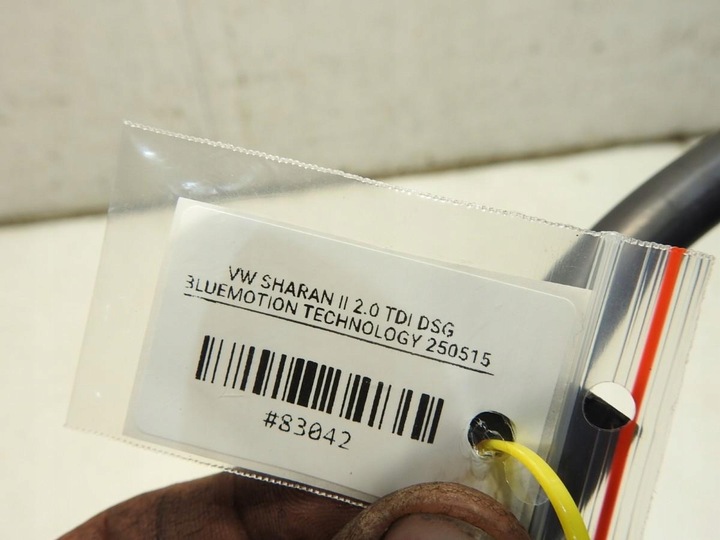 VW SHARAN II 2.0 TDI DSG
BLUEMOTION TECHNOLOGY 250515
#83042